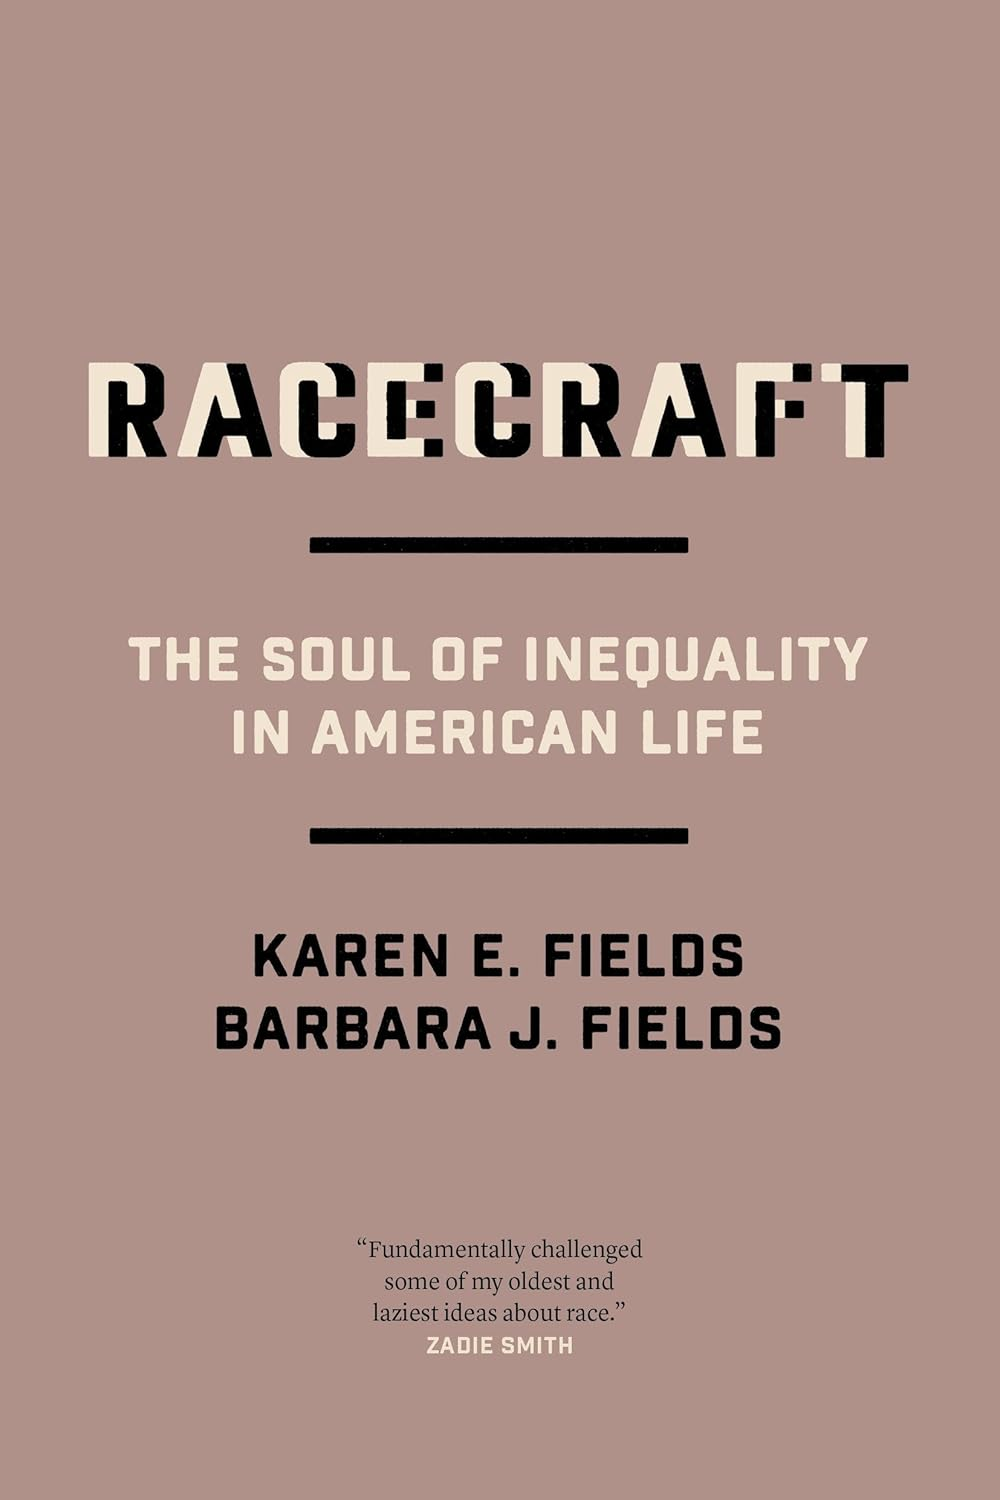 RACECRAFT
THE SOUL OF INEQUALITY
IN AMERICAN LIFE
KAREN E. FIELDS
BARBARA J. FIELDS
“Fundamentally challenged
some of my oldest and
laziest ideas about race.”
ZADIE SMITH